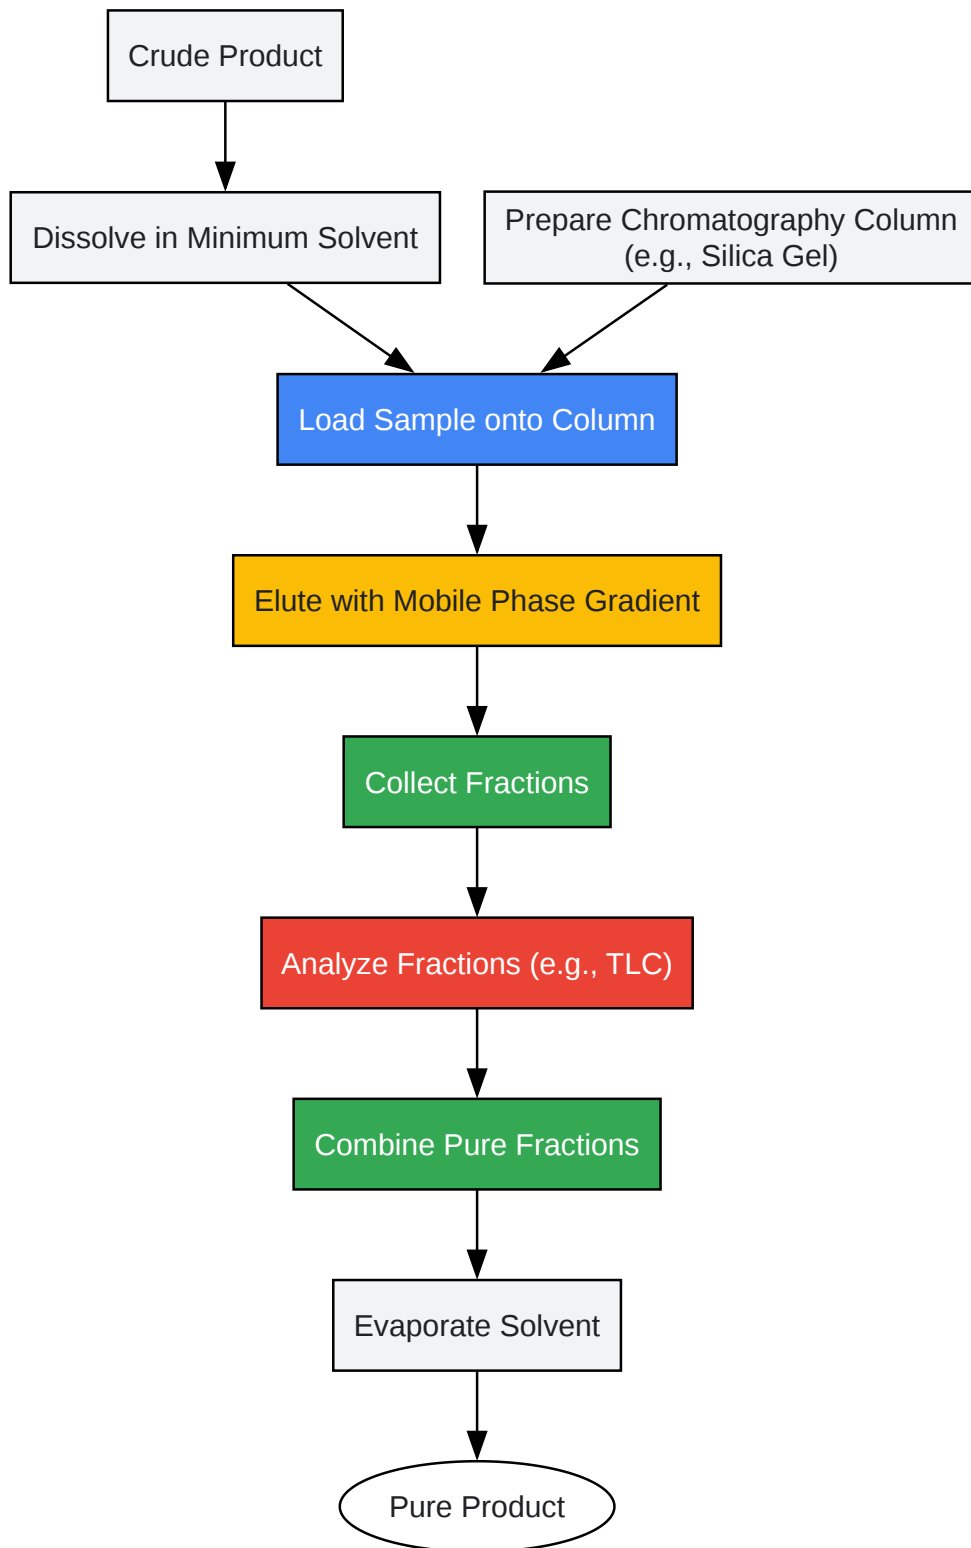 Crude Product
Dissolve in Minimum Solvent
Prepare Chromatography Column
(e.g., Silica Gel)
Load Sample onto Column
Elute with Mobile Phase Gradient
Collect Fractions
Analyze Fractions (e.g., TLC)
Combine Pure Fractions
Evaporate Solvent
Pure Product